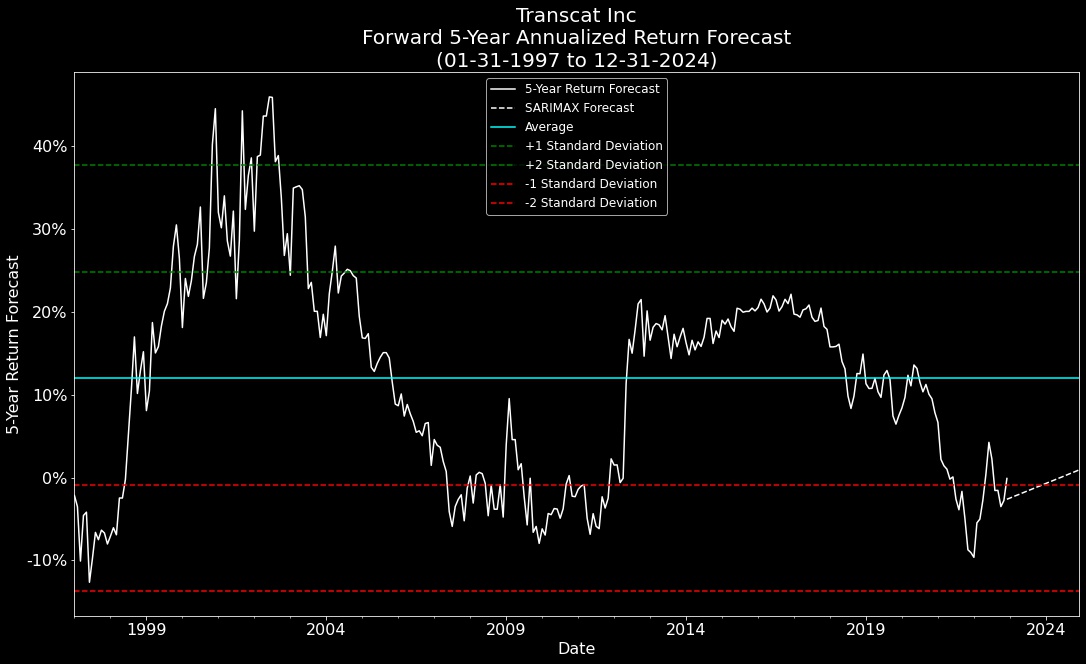 Transcat Inc
Forward 5-Year Annualized Return Forecast
(01-31-1997 to 12-31-2024)
5-Year Return Forecast
SARIMAX Forecast
Average
+1 Standard Deviation
+2 Standard Deviation
-1 Standard Deviation
-2 Standard Deviation
5-Year Return Forecast
40%
30%
20%
10%
0%
-10%
1999
2004
2009
2014
2019
2024
Date